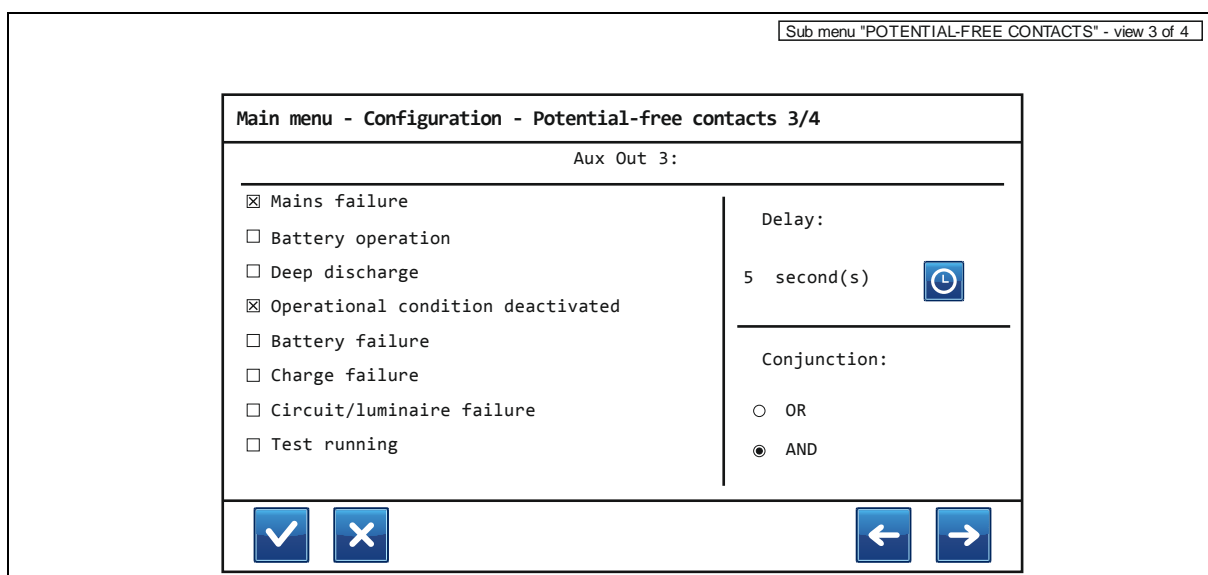 Sub menu "POTENTIAL-FREE CONTACTS" - view 3 of 4
Main menu - Configuration - Potential-free contacts 3/4
Aux Out 3:
☒ Mains failure
☐ Battery operation
☐ Deep discharge
☒ Operational condition deactivated
☐ Battery failure
☐ Charge failure
☐ Circuit/luminaire failure
☐ Test running
Delay:
5 second(s)
Conjunction:
○ OR
◉ AND